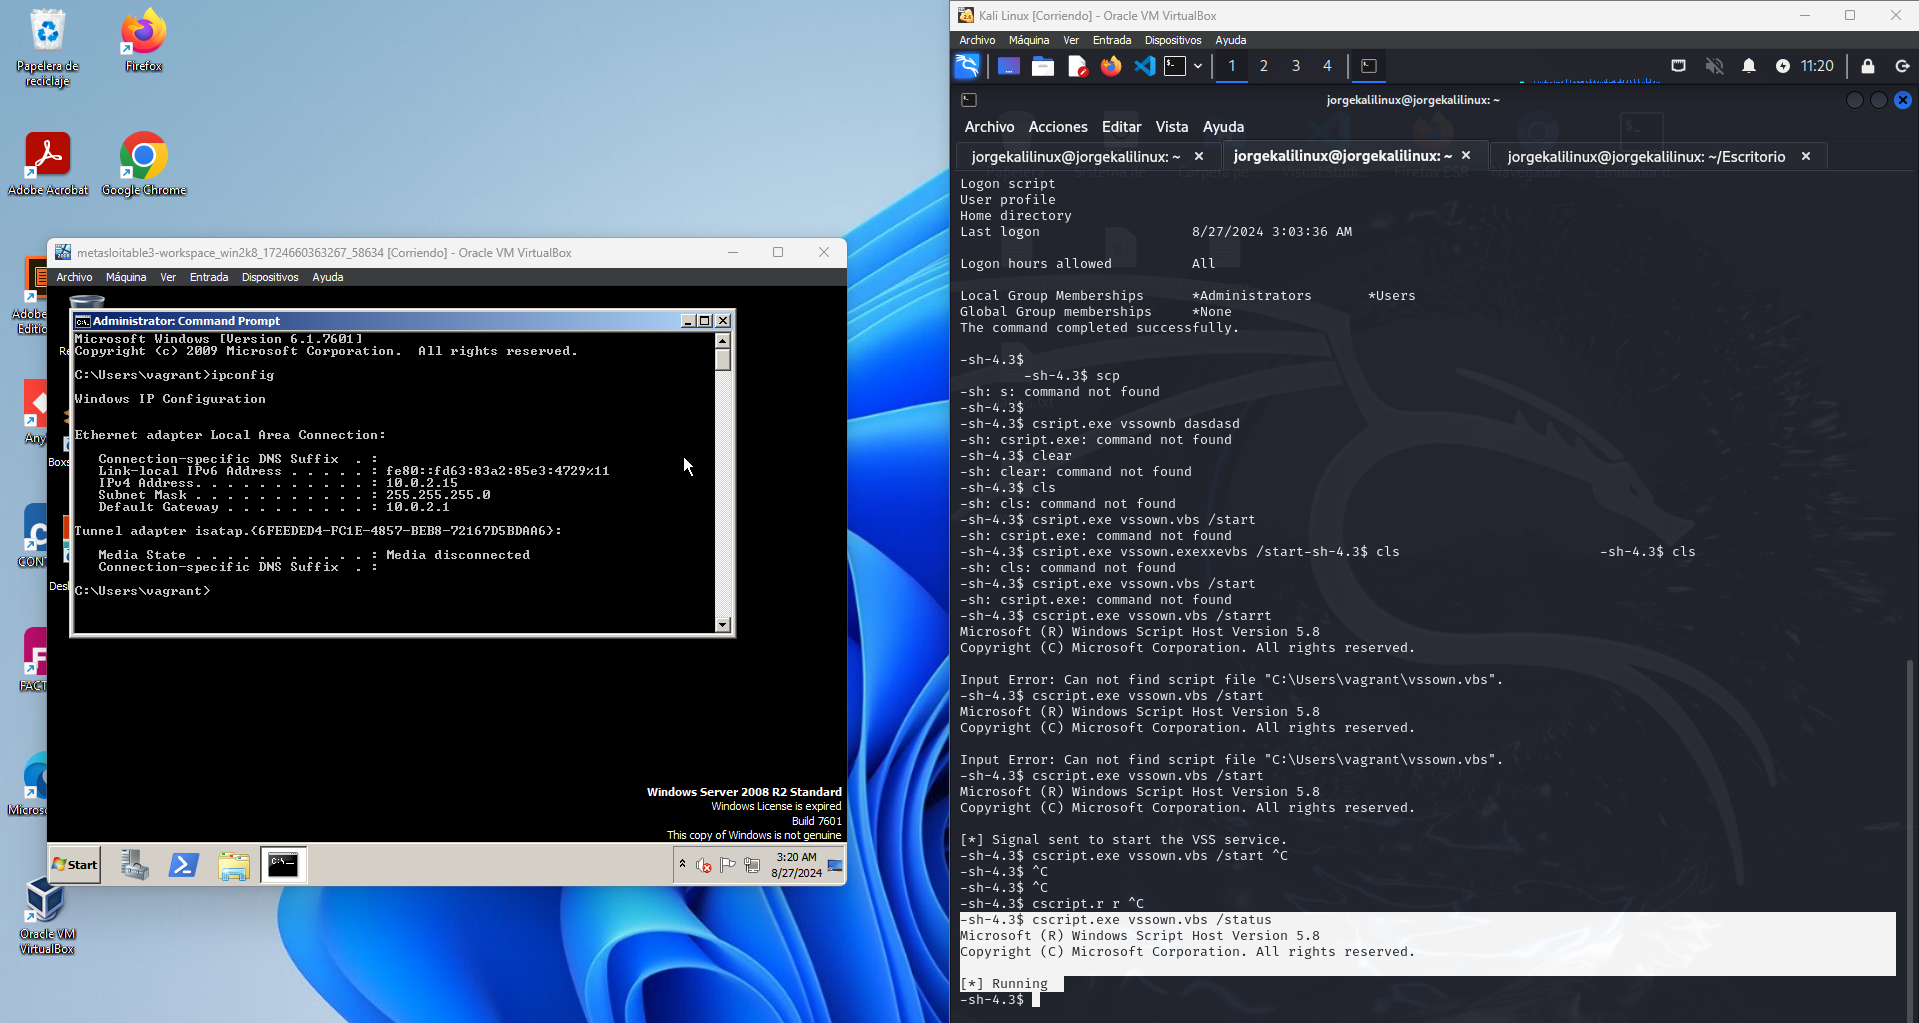 Papelera de
reciclaje
Firefox
Adobe Acrobat
Google Chrome
Adobe
Editio
Any
Boxs
CON
Desk
FACT
Micros
Oracle VM
VirtualBox
metasloitable3-workspace_win2k8_1724660363267_58634 [Corriendo] - Oracle VM VirtualBox
Archivo Máquina Ver Entrada Dispositivos Ayuda
Re
Administrator: Command Prompt
Microsoft Windows [Version 6.1.7601]
Copyright (c) 2009 Microsoft Corporation.  All rights reserved.
C:\Users\vagrant>ipconfig
Windows IP Configuration
Ethernet adapter Local Area Connection:
Connection-specific DNS Suffix  . :
Link-local IPv6 Address . . . . . : fe80::fd63:83a2:85e3:4729%11
IPv4 Address. . . . . . . . . . . : 10.0.2.15
Subnet Mask . . . . . . . . . . . : 255.255.255.0
Default Gateway . . . . . . . . . : 10.0.2.1
Tunnel adapter isatap.{6FEEDED4-FC1E-4857-BEB8-72167D5BDAA6}:
Media State . . . . . . . . . . . : Media disconnected
Connection-specific DNS Suffix  . :
C:\Users\vagrant>
Windows Server 2008 R2 Standard
Windows License is expired
Build 7601
This copy of Windows is not genuine
Start
3:20 AM
8/27/2024
Kali Linux [Corriendo] - Oracle VM VirtualBox
Archivo Máquina Ver Entrada Dispositivos Ayuda
1 2 3 4 11:20
jorgekalilinux@jorgekalilinux: ~
Archivo Acciones Editar Vista Ayuda
jorgekalilinux@jorgekalilinux: ~ × jorgekalilinux@jorgekalilinux: ~ × jorgekalilinux@jorgekalilinux: ~/Escritorio ×
Logon script
User profile
Home directory
Last logon                   8/27/2024 3:03:36 AM
Logon hours allowed          All
Local Group Memberships      *Administrators       *Users
Global Group memberships     *None
The command completed successfully.
-sh-4.3$
-sh-4.3$ scp
-sh: s: command not found
-sh-4.3$
-sh-4.3$ csript.exe vssownb dasdasd
-sh: csript.exe: command not found
-sh-4.3$ clear
-sh: clear: command not found
-sh-4.3$ cls
-sh: cls: command not found
-sh-4.3$ csript.exe vssown.vbs /start
-sh: csript.exe: command not found
-sh-4.3$ csript.exe vssown.exexxevbs /start-sh-4.3$ cls                         -sh-4.3$ cls
-sh: cls: command not found
-sh-4.3$ csript.exe vssown.vbs /start
-sh: csript.exe: command not found
-sh-4.3$ cscript.exe vssown.vbs /starrt
Microsoft (R) Windows Script Host Version 5.8
Copyright (C) Microsoft Corporation. All rights reserved.
Input Error: Can not find script file "C:\Users\vagrant\vssown.vbs".
-sh-4.3$ cscript.exe vssown.vbs /start
Microsoft (R) Windows Script Host Version 5.8
Copyright (C) Microsoft Corporation. All rights reserved.
Input Error: Can not find script file "C:\Users\vagrant\vssown.vbs".
-sh-4.3$ cscript.exe vssown.vbs /start
Microsoft (R) Windows Script Host Version 5.8
Copyright (C) Microsoft Corporation. All rights reserved.
[*] Signal sent to start the VSS service.
-sh-4.3$ cscript.exe vssown.vbs /start ^C
-sh-4.3$ ^C
-sh-4.3$ ^C
-sh-4.3$ cscript.r r ^C
-sh-4.3$ cscript.exe vssown.vbs /status
Microsoft (R) Windows Script Host Version 5.8
Copyright (C) Microsoft Corporation. All rights reserved.
[*] Running
-sh-4.3$